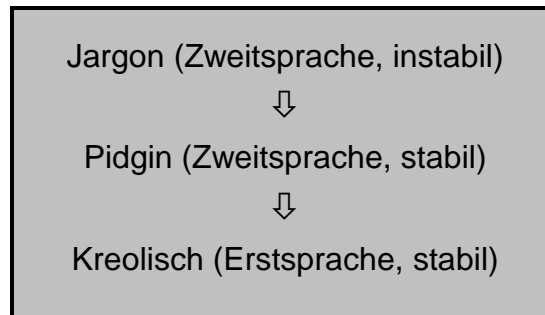 Jargon (Zweitsprache, instabil)
⇩
Pidgin (Zweitsprache, stabil)
⇩
Kreolisch (Erstsprache, stabil)